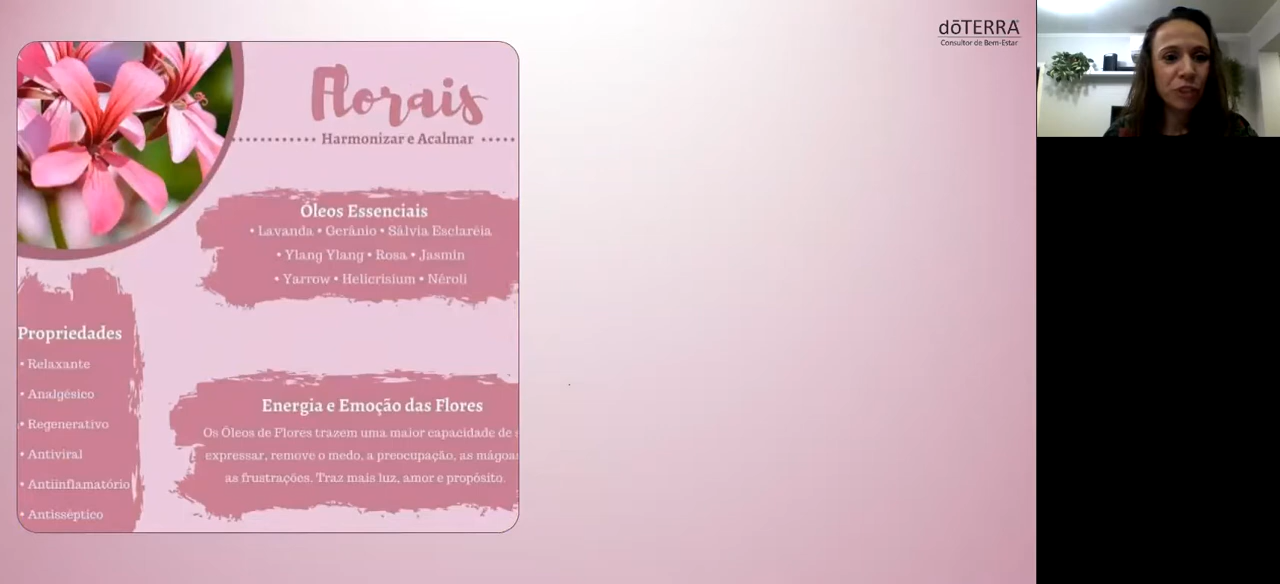 dōTERRA
Consultor de Bem-Estar
Florais
Harmonizar e Acalmar
Óleos Essenciais
• Lavanda • Gerânio • Sálvia Esclaréia
• Ylang Ylang • Rosa • Jasmin
• Yarrow • Helicrisium • Néroli
Propriedades
• Relaxante
• Analgésico
• Regenerativo
• Antiviral
• Antiinflamatório
• Antisséptico
Energia e Emoção das Flores
Os Óleos de Flores trazem uma maior capacidade de
expressar, remove o medo, a preocupação, as mágoas
as frustrações. Traz mais luz, amor e propósito.